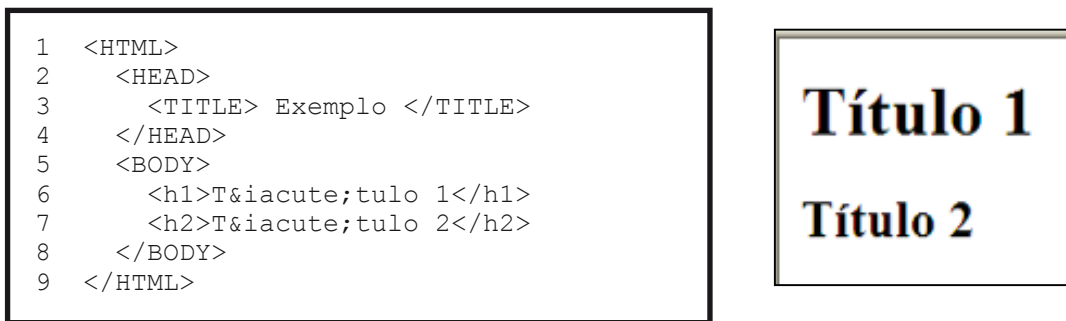 1 <HTML>
2 <HEAD>
3 <TITLE> Exemplo </TITLE>
4 </HEAD>
5 <BODY>
6 <h1>T&iacute;tulo 1</h1>
7 <h2>T&iacute;tulo 2</h2>
8 </BODY>
9 </HTML>
Título 1
Título 2